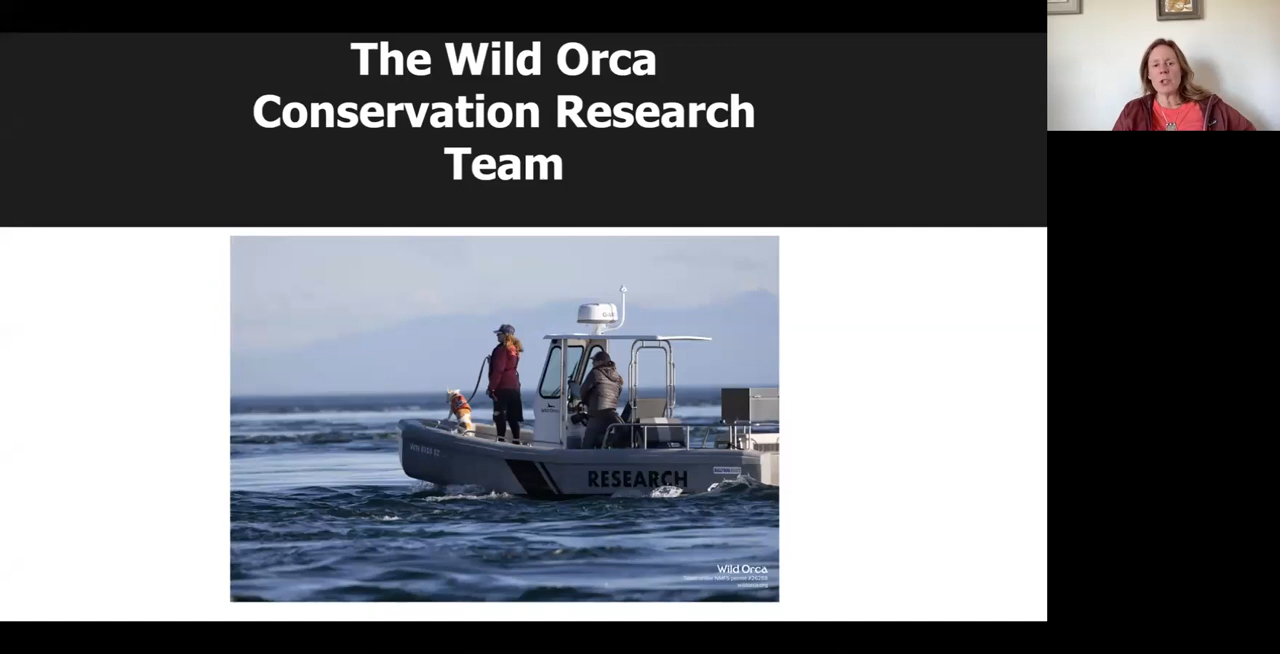 The Wild Orca
Conservation Research
Team
RESEARCH
Wild Orca